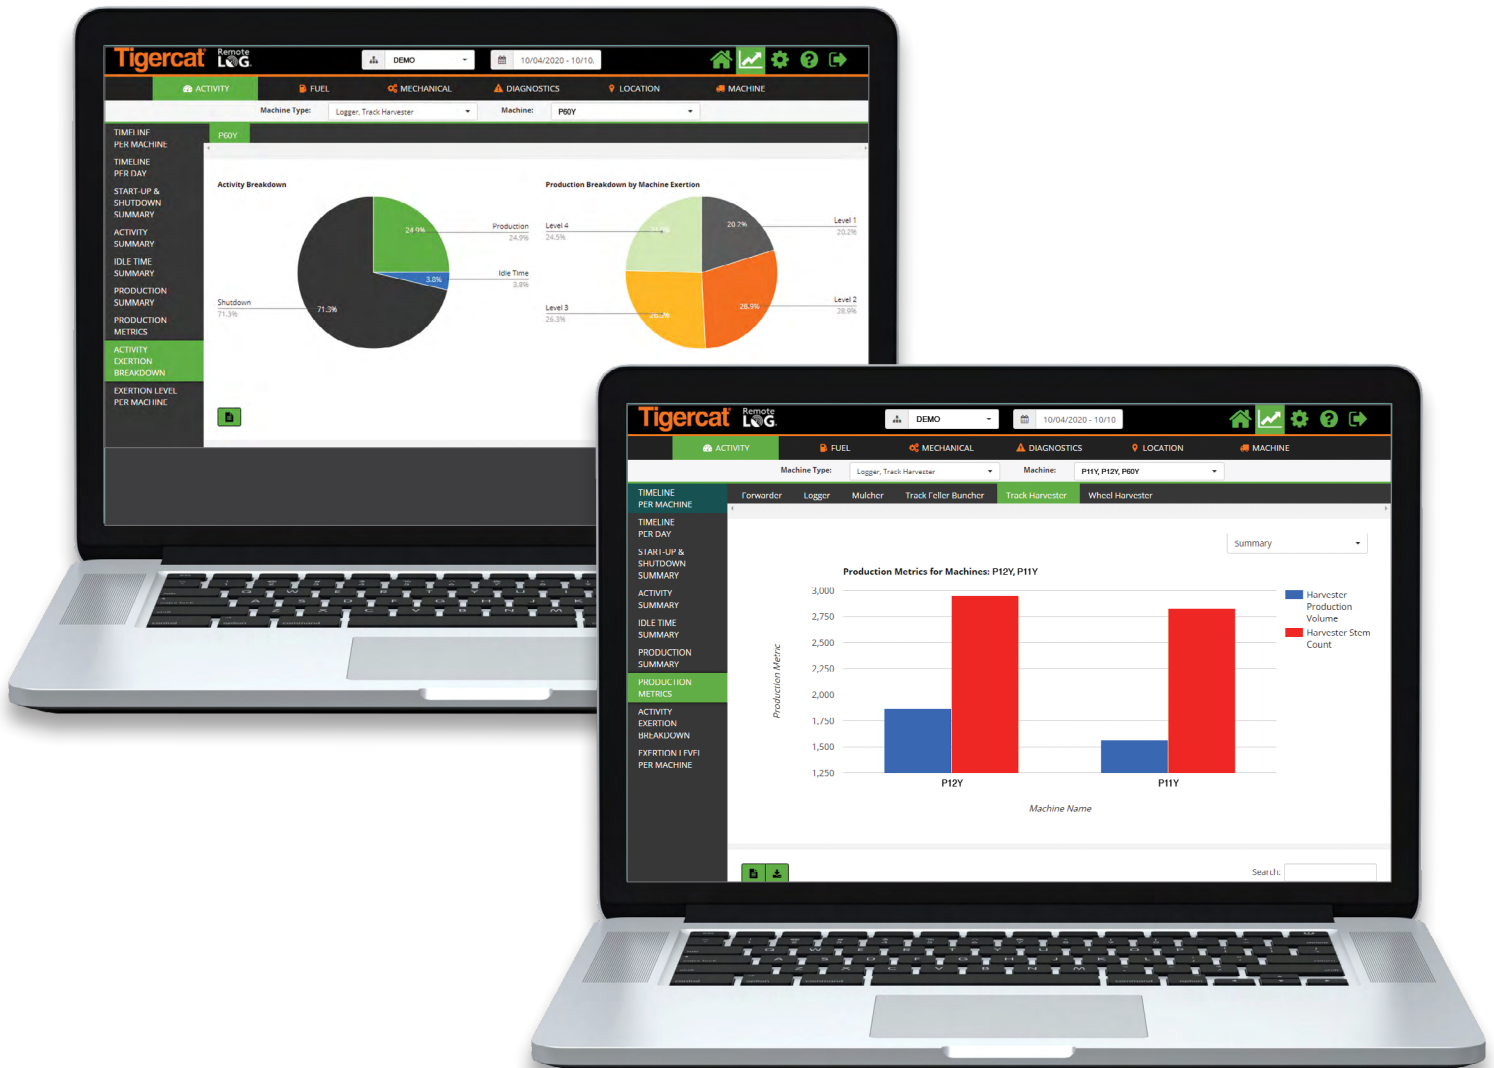 Tigercat
Remote
LOG
DEMO
10/04/2020 - 10/10.
ACTIVITY
FUEL
MECHANICAL
DIAGNOSTICS
LOCATION
MACHINE
Machine Type:
Logger, Track Harvester
Machine:
P60Y
TIMELINE
PER MACHINE
TIMELINE
PER DAY
START-UP &
SHUTDOWN
SUMMARY
ACTIVITY
SUMMARY
IDLE TIME
SUMMARY
PRODUCTION
SUMMARY
PRODUCTION
METRICS
ACTIVITY
EXERTION
BREAKDOWN
EXERTION LEVEL
PER MACHINE
P60Y
Activity Breakdown
24.9%
3.8%
71.3%
Production
24.9%
Idle Time
3.8%
Shutdown
71.3%
Production Breakdown by Machine Exertion
Level 4
24.5%
Level 3
26.3%
24.5%
20.7%
28.9%
26.3%
Level 1
20.2%
Level 2
28.9%
Tigercat
Remote
LOG
DEMO
10/04/2020 - 10/10
ACTIVITY
FUEL
MECHANICAL
DIAGNOSTICS
LOCATION
MACHINE
Machine Type:
Logger, Track Harvester
Machine:
P11Y, P12Y, P60Y
TIMELINE
PER MACHINE
TIMELINE
PER DAY
START-UP &
SHUTDOWN
SUMMARY
ACTIVITY
SUMMARY
IDLE TIME
SUMMARY
PRODUCTION
SUMMARY
PRODUCTION
METRICS
ACTIVITY
EXERTION
BREAKDOWN
EXERTION LEVEL
PER MACHINE
Forwarder
Logger
Mulcher
Track Feller Buncher
Track Harvester
Wheel Harvester
Summary
Production Metrics for Machines: P12Y, P11Y
3,000
2,750
2,500
2,250
2,000
1,750
1,500
1,250
Production Metric
P12Y
P11Y
Machine Name
Harvester
Production
Volume
Harvester Stem
Count
Search: